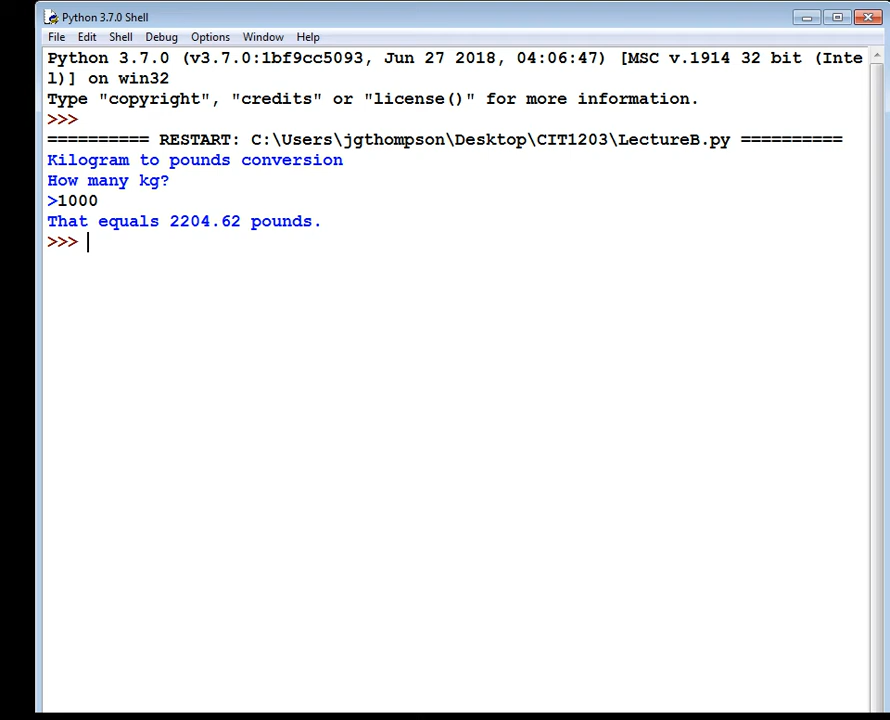 Python 3.7.0 Shell
File Edit Shell Debug Options Window Help
Python 3.7.0 (v3.7.0:1bf9cc5093, Jun 27 2018, 04:06:47) [MSC v.1914 32 bit (Inte
l)] on win32
Type "copyright", "credits" or "license()" for more information.
>>>
========== RESTART: C:\Users\jgthompson\Desktop\CIT1203\LectureB.py ==========
Kilogram to pounds conversion
How many kg?
>1000
That equals 2204.62 pounds.
>>>